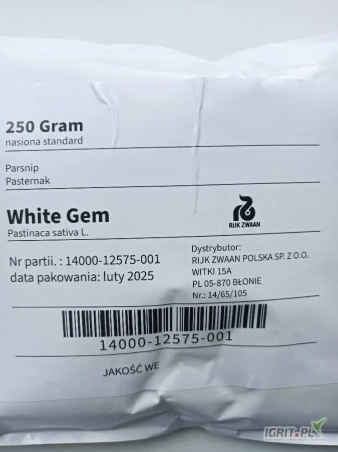 250 Gram
nasiona standard
Parsnip
Pasternak
White Gem
Pastinaca sativa L.
RIJK ZWAAN
Nr partii. : 14000-12575-001
data pakowania: luty 2025
Dystrybutor:
RIJK ZWAAN POLSKA SP. Z O.O.
WITKI 15A
PL 05-870 BŁONIE
Nr.: 14/65/105
14000-12575-001
JAKOŚĆ WE
IGRIT.PL